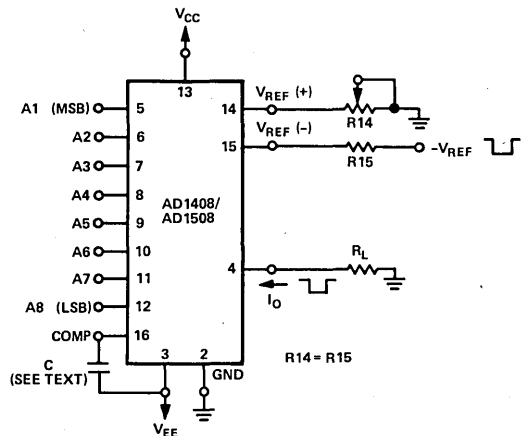 VCC
13
A1 (MSB) 5
A2 6
A3 7
A4 8
A5 9
A6 10
A7 11
A8 (LSB) 12
COMP 16
C
(SEE TEXT)
AD1408/
AD1508
14 VREF (+)
R14
15 VREF (−)
R15
−VREF
4
RL
IO
3 2
GND
R14 = R15
VEE